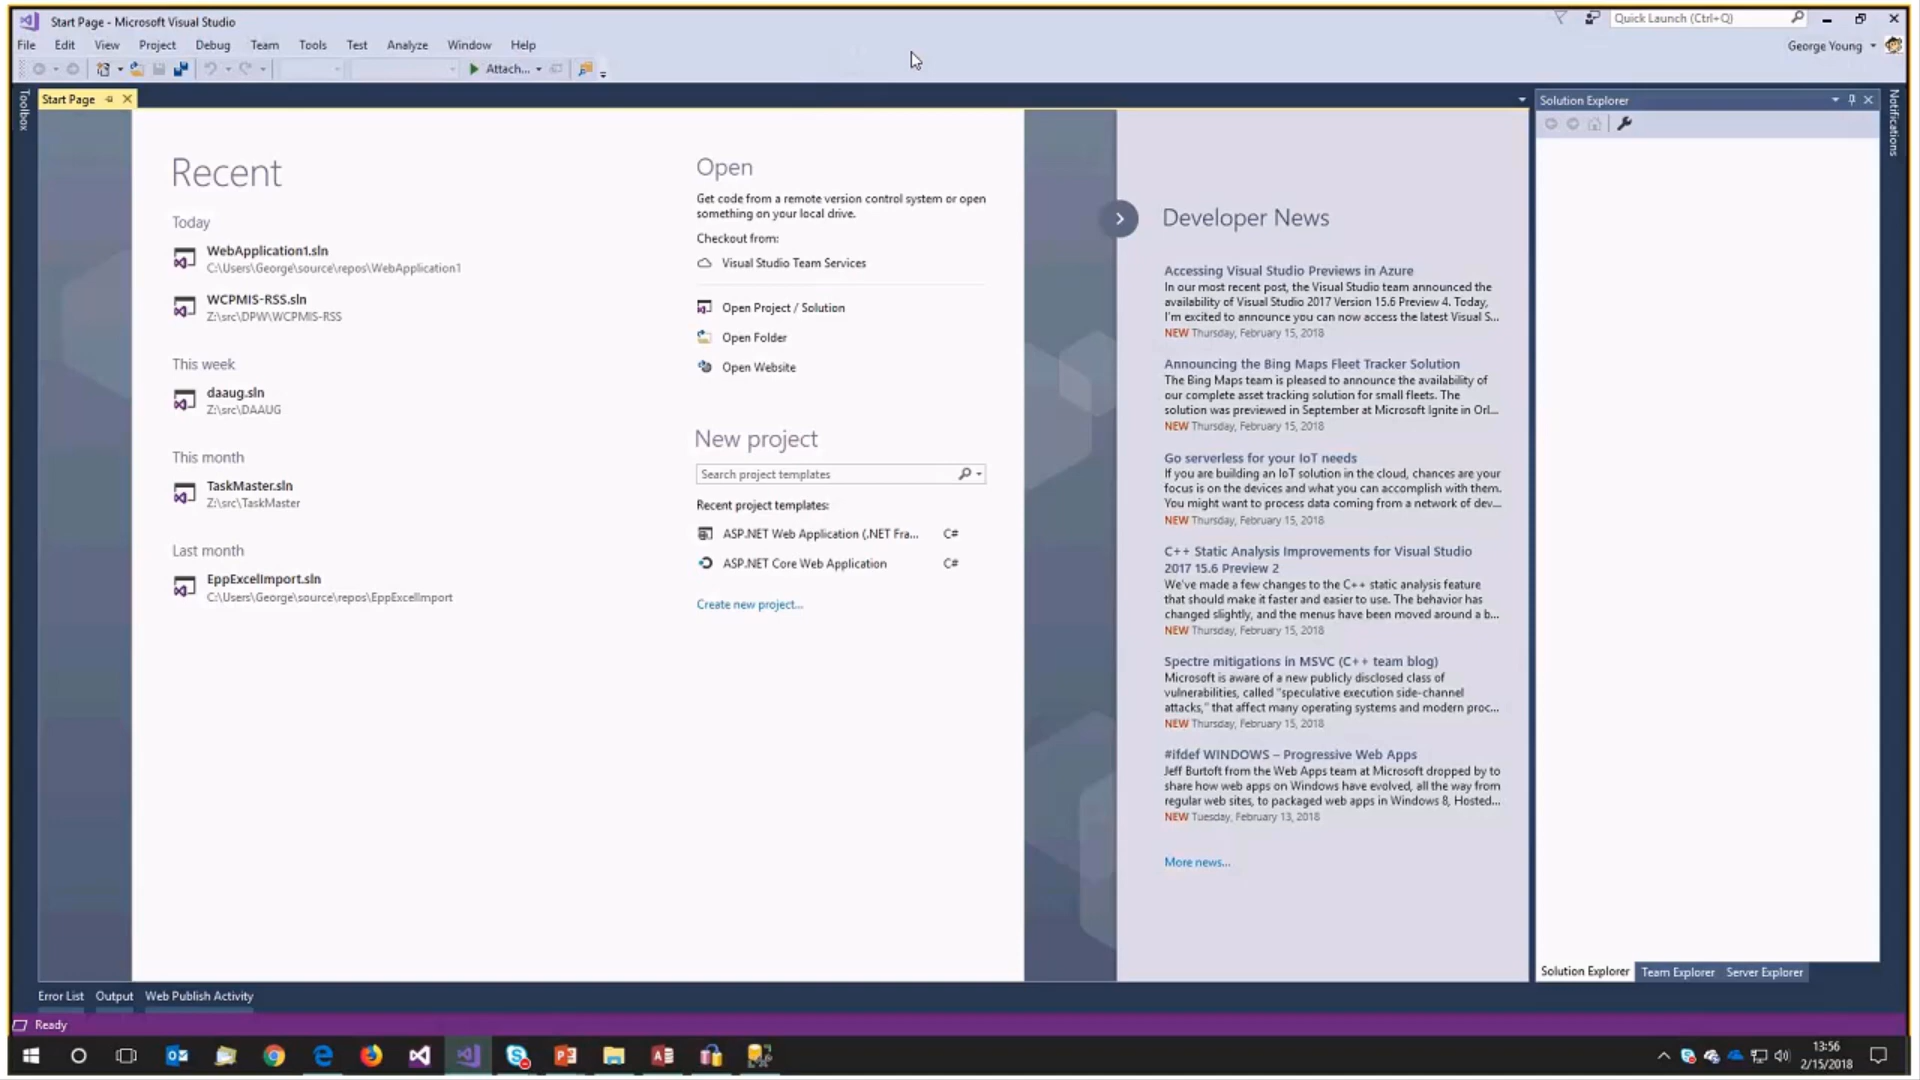 Start Page - Microsoft Visual Studio
Quick Launch (Ctrl+Q)
File Edit View Project Debug Team Tools Test Analyze Window Help
George Young
Attach...
Toolbox
Start Page
Solution Explorer
Notifications
Recent
Today
WebApplication1.sln
C:\Users\George\source\repos\WebApplication1
WCPMIS-RSS.sln
Z:\src\DPW\WCPMIS-RSS
This week
daaug.sln
Z:\src\DAAUG
This month
TaskMaster.sln
Z:\src\TaskMaster
Last month
EppExcelImport.sln
C:\Users\George\source\repos\EppExcelImport
Open
Get code from a remote version control system or open
something on your local drive.
Checkout from:
Visual Studio Team Services
Open Project / Solution
Open Folder
Open Website
New project
Search project templates
Recent project templates:
ASP.NET Web Application (.NET Fra... C#
ASP.NET Core Web Application C#
Create new project...
Developer News
Accessing Visual Studio Previews in Azure
In our most recent post, the Visual Studio team announced the
availability of Visual Studio 2017 Version 15.6 Preview 4. Today,
I'm excited to announce you can now access the latest Visual S...
NEW Thursday, February 15, 2018
Announcing the Bing Maps Fleet Tracker Solution
The Bing Maps team is pleased to announce the availability of
our complete asset tracking solution for small fleets. The
solution was previewed in September at Microsoft Ignite in Orl...
NEW Thursday, February 15, 2018
Go serverless for your IoT needs
If you are building an IoT solution in the cloud, chances are your
focus is on the devices and what you can accomplish with them.
You might want to process data coming from a network of dev...
NEW Thursday, February 15, 2018
C++ Static Analysis Improvements for Visual Studio
2017 15.6 Preview 2
We've made a few changes to the C++ static analysis feature
that should make it faster and easier to use. The behavior has
changed slightly, and the menus have been moved around a b...
NEW Thursday, February 15, 2018
Spectre mitigations in MSVC (C++ team blog)
Microsoft is aware of a new publicly disclosed class of
vulnerabilities, called "speculative execution side-channel
attacks," that affect many operating systems and modern proc...
NEW Thursday, February 15, 2018
#ifdef WINDOWS – Progressive Web Apps
Jeff Burtoft from the Web Apps team at Microsoft dropped by to
share how web apps on Windows have evolved, all the way from
regular web sites, to packaged web apps in Windows 8, Hosted...
NEW Tuesday, February 13, 2018
More news...
Solution Explorer Team Explorer Server Explorer
Error List Output Web Publish Activity
Ready
13:56
2/15/2018